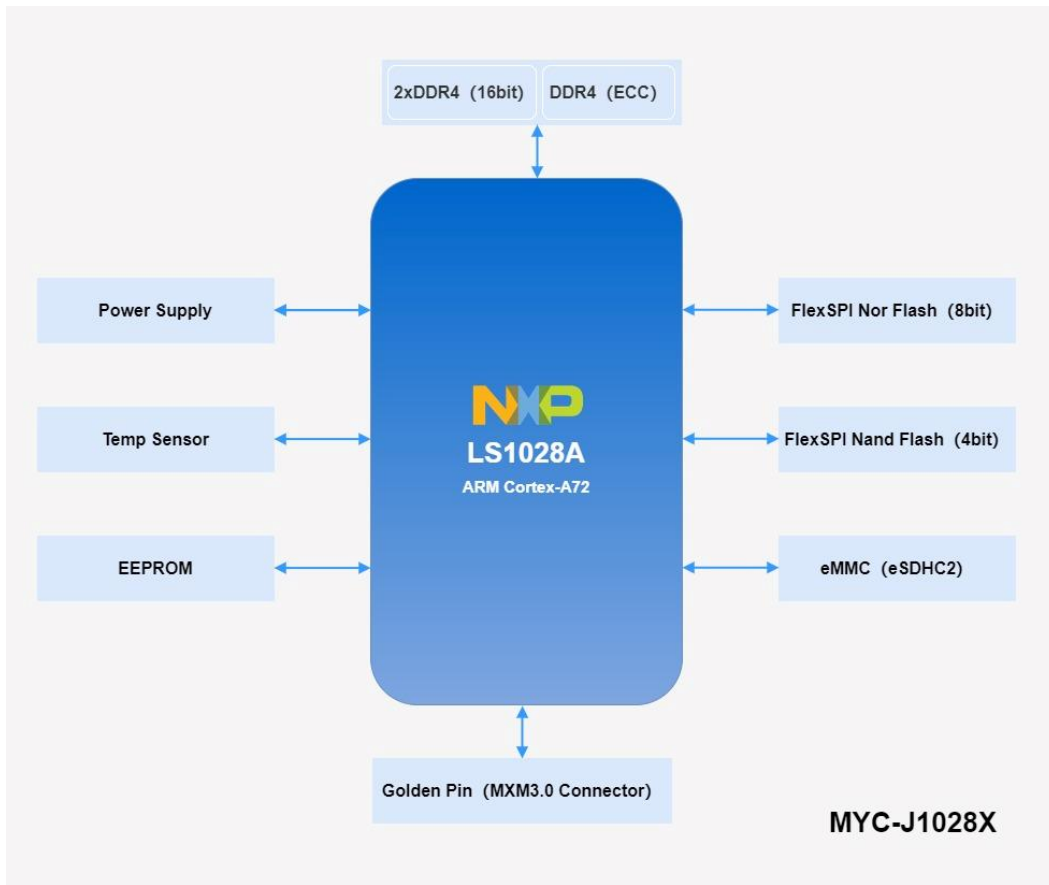 2xDDR4（16bit） DDR4（ECC）
Power Supply
FlexSPI Nor Flash（8bit）
NXP
Temp Sensor
LS1028A
FlexSPI Nand Flash（4bit）
ARM Cortex-A72
EEPROM
eMMC（eSDHC2）
Golden Pin（MXM3.0 Connector）
MYC-J1028X